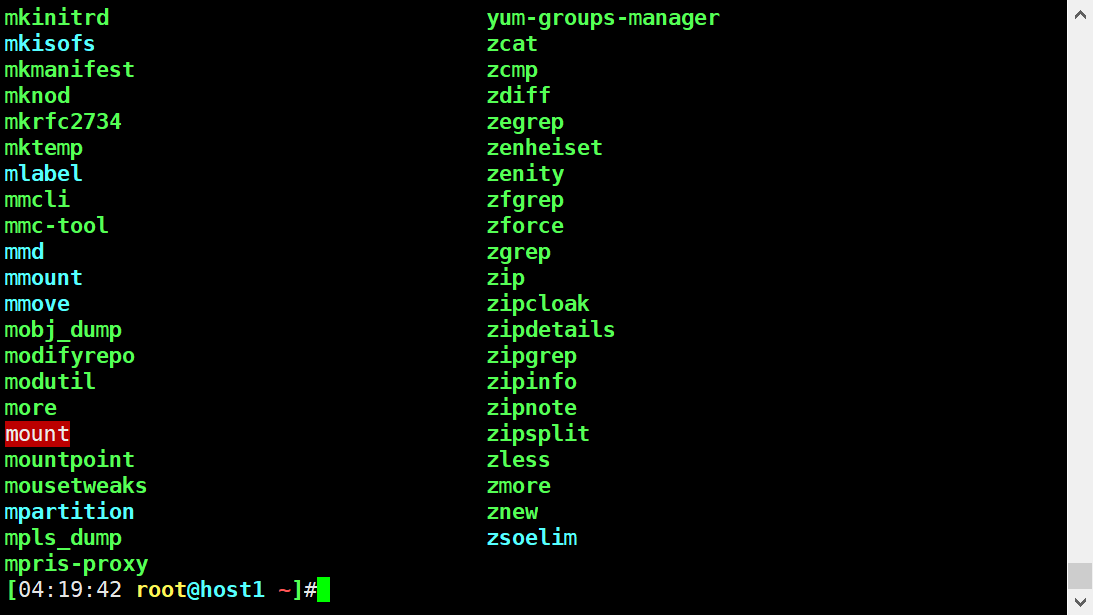 mkinitrd yum-groups-manager
mkisofs zcat
mkmanifest zcmp
mknod zdiff
mkrfc2734 zegrep
mktemp zenheiset
mlabel zenity
mmcli zfgrep
mmc-tool zforce
mmd zgrep
mmount zip
mmove zipcloak
mobj_dump zipdetails
modifyrepo zipgrep
modutil zipinfo
more zipnote
mount zipsplit
mountpoint zless
mousetweaks zmore
mpartition znew
mpls_dump zsoelim
mpris-proxy
[04:19:42 root@host1 ~]#